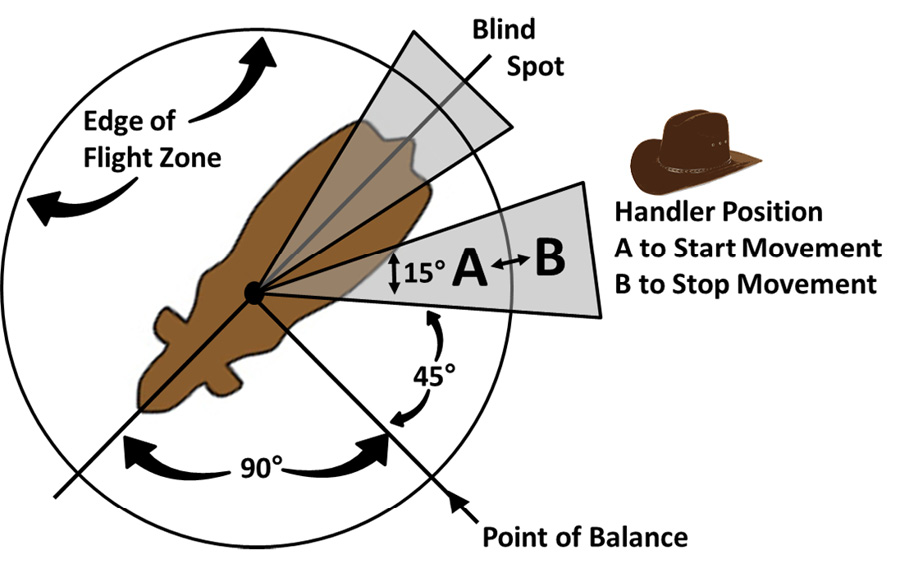 Blind
Spot
Edge of
Flight Zone
Handler Position
A to Start Movement
B to Stop Movement
15° A B
45°
90°
Point of Balance